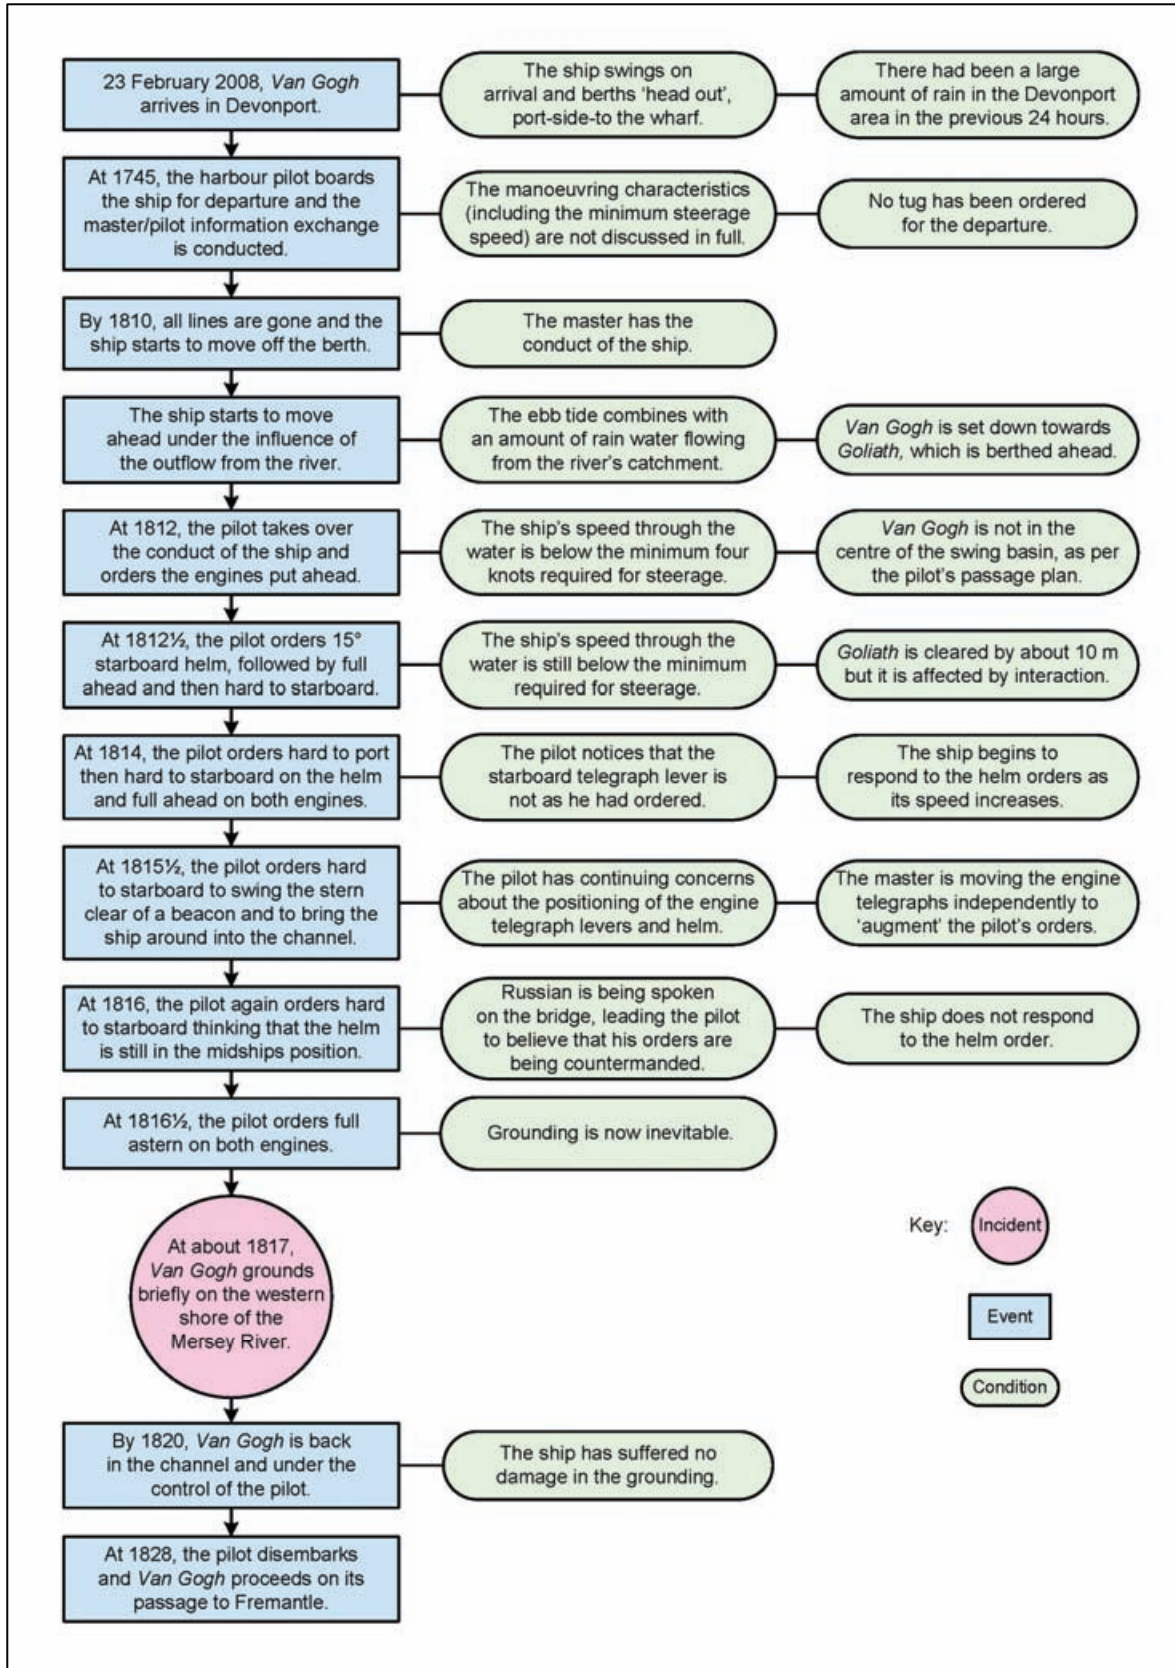 23 February 2008, Van Gogh
arrives in Devonport.
The ship swings on
arrival and berths ‘head out’,
port-side-to the wharf.
There had been a large
amount of rain in the Devonport
area in the previous 24 hours.
At 1745, the harbour pilot boards
the ship for departure and the
master/pilot information exchange
is conducted.
The manoeuvring characteristics
(including the minimum steerage
speed) are not discussed in full.
No tug has been ordered
for the departure.
By 1810, all lines are gone and the
ship starts to move off the berth.
The master has the
conduct of the ship.
The ship starts to move
ahead under the influence of
the outflow from the river.
The ebb tide combines with
an amount of rain water flowing
from the river’s catchment.
Van Gogh is set down towards
Goliath, which is berthed ahead.
At 1812, the pilot takes over
the conduct of the ship and
orders the engines put ahead.
The ship’s speed through the
water is below the minimum four
knots required for steerage.
Van Gogh is not in the
centre of the swing basin, as per
the pilot’s passage plan.
At 1812½, the pilot orders 15°
starboard helm, followed by full
ahead and then hard to starboard.
The ship’s speed through the
water is still below the minimum
required for steerage.
Goliath is cleared by about 10 m
but it is affected by interaction.
At 1814, the pilot orders hard to port
then hard to starboard on the helm
and full ahead on both engines.
The pilot notices that the
starboard telegraph lever is
not as he had ordered.
The ship begins to
respond to the helm orders as
its speed increases.
At 1815½, the pilot orders hard
to starboard to swing the stern
clear of a beacon and to bring the
ship around into the channel.
The pilot has continuing concerns
about the positioning of the engine
telegraph levers and helm.
The master is moving the engine
telegraphs independently to
‘augment’ the pilot’s orders.
At 1816, the pilot again orders hard
to starboard thinking that the helm
is still in the midships position.
Russian is being spoken
on the bridge, leading the pilot
to believe that his orders are
being countermanded.
The ship does not respond
to the helm order.
At 1816½, the pilot orders full
astern on both engines.
Grounding is now inevitable.
At about 1817,
Van Gogh grounds
briefly on the western
shore of the
Mersey River.
Key:
Incident
Event
Condition
By 1820, Van Gogh is back
in the channel and under the
control of the pilot.
The ship has suffered no
damage in the grounding.
At 1828, the pilot disembarks
and Van Gogh proceeds on its
passage to Fremantle.